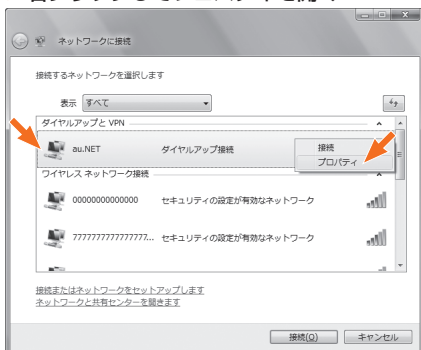 ネットワークに接続
接続するネットワークを選択します
表示 すべて
ダイヤルアップと VPN
au.NET ダイヤルアップ接続
接続
プロパティ
ワイヤレス ネットワーク接続
00000000000000 セキュリティの設定が有効なネットワーク
77777777777777... セキュリティの設定が有効なネットワーク
接続またはネットワークをセットアップします
ネットワークと共有センターを開きます
接続(O) キャンセル